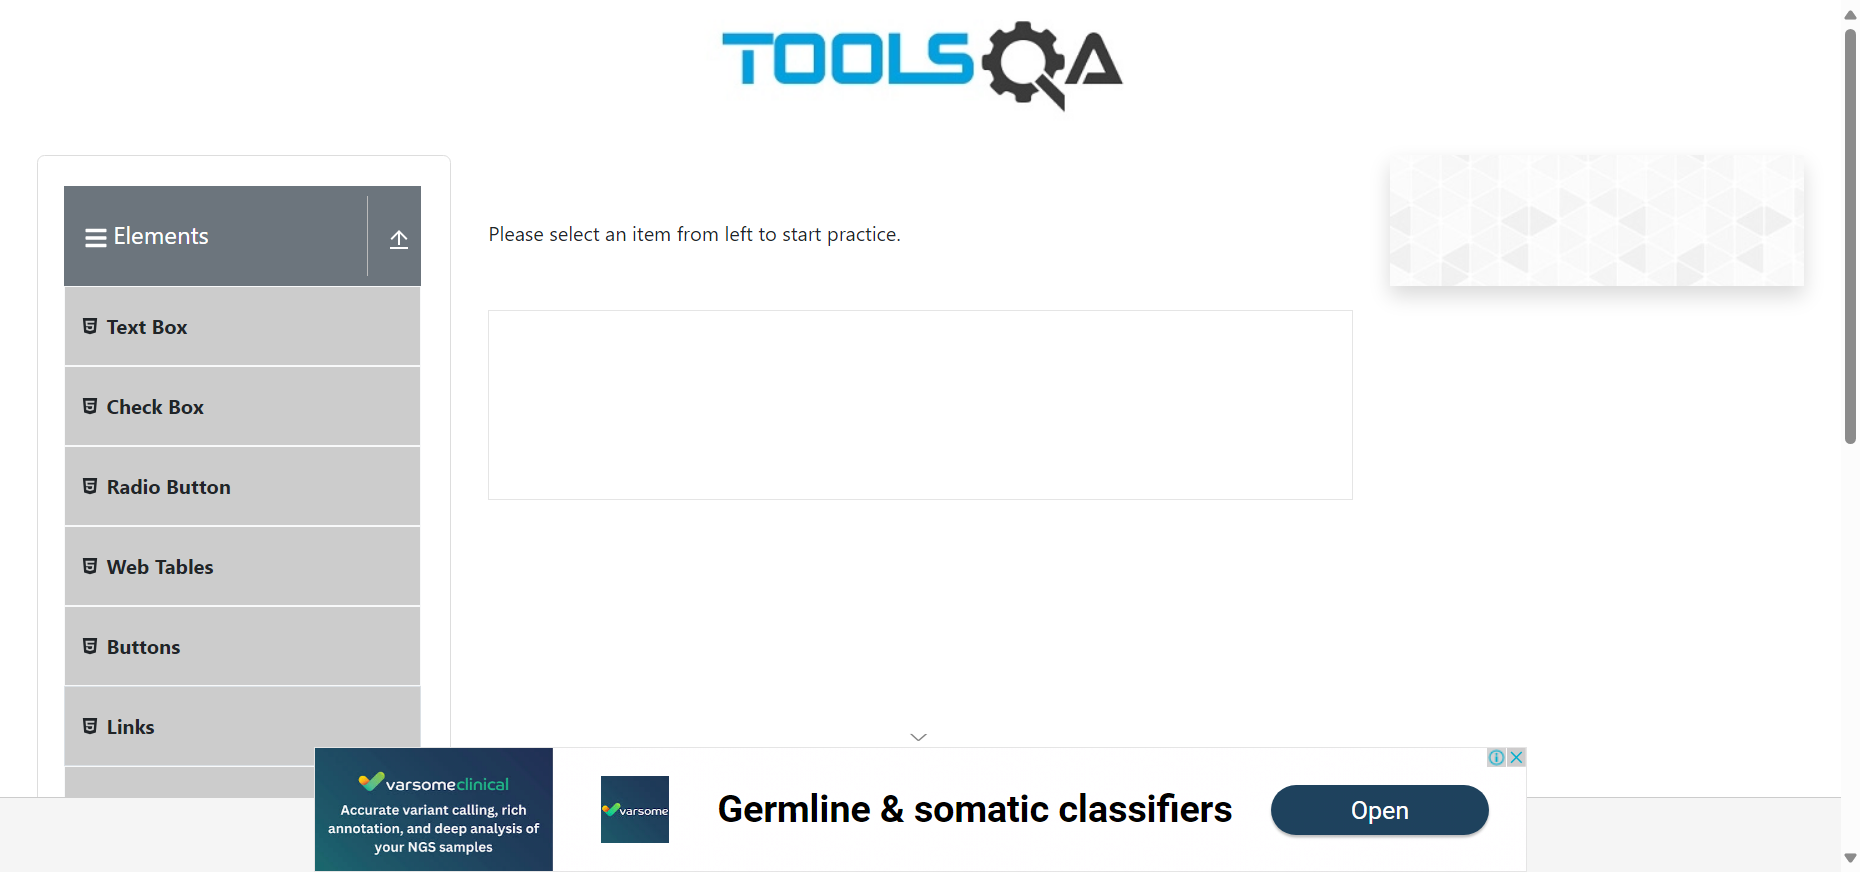 TOOLSQA
Elements
Please select an item from left to start practice.
Text Box
Check Box
Radio Button
Web Tables
Buttons
Links
varsomeclinical
Accurate variant calling, rich
annotation, and deep analysis of
your NGS samples
varsome
Germline & somatic classifiers
Open